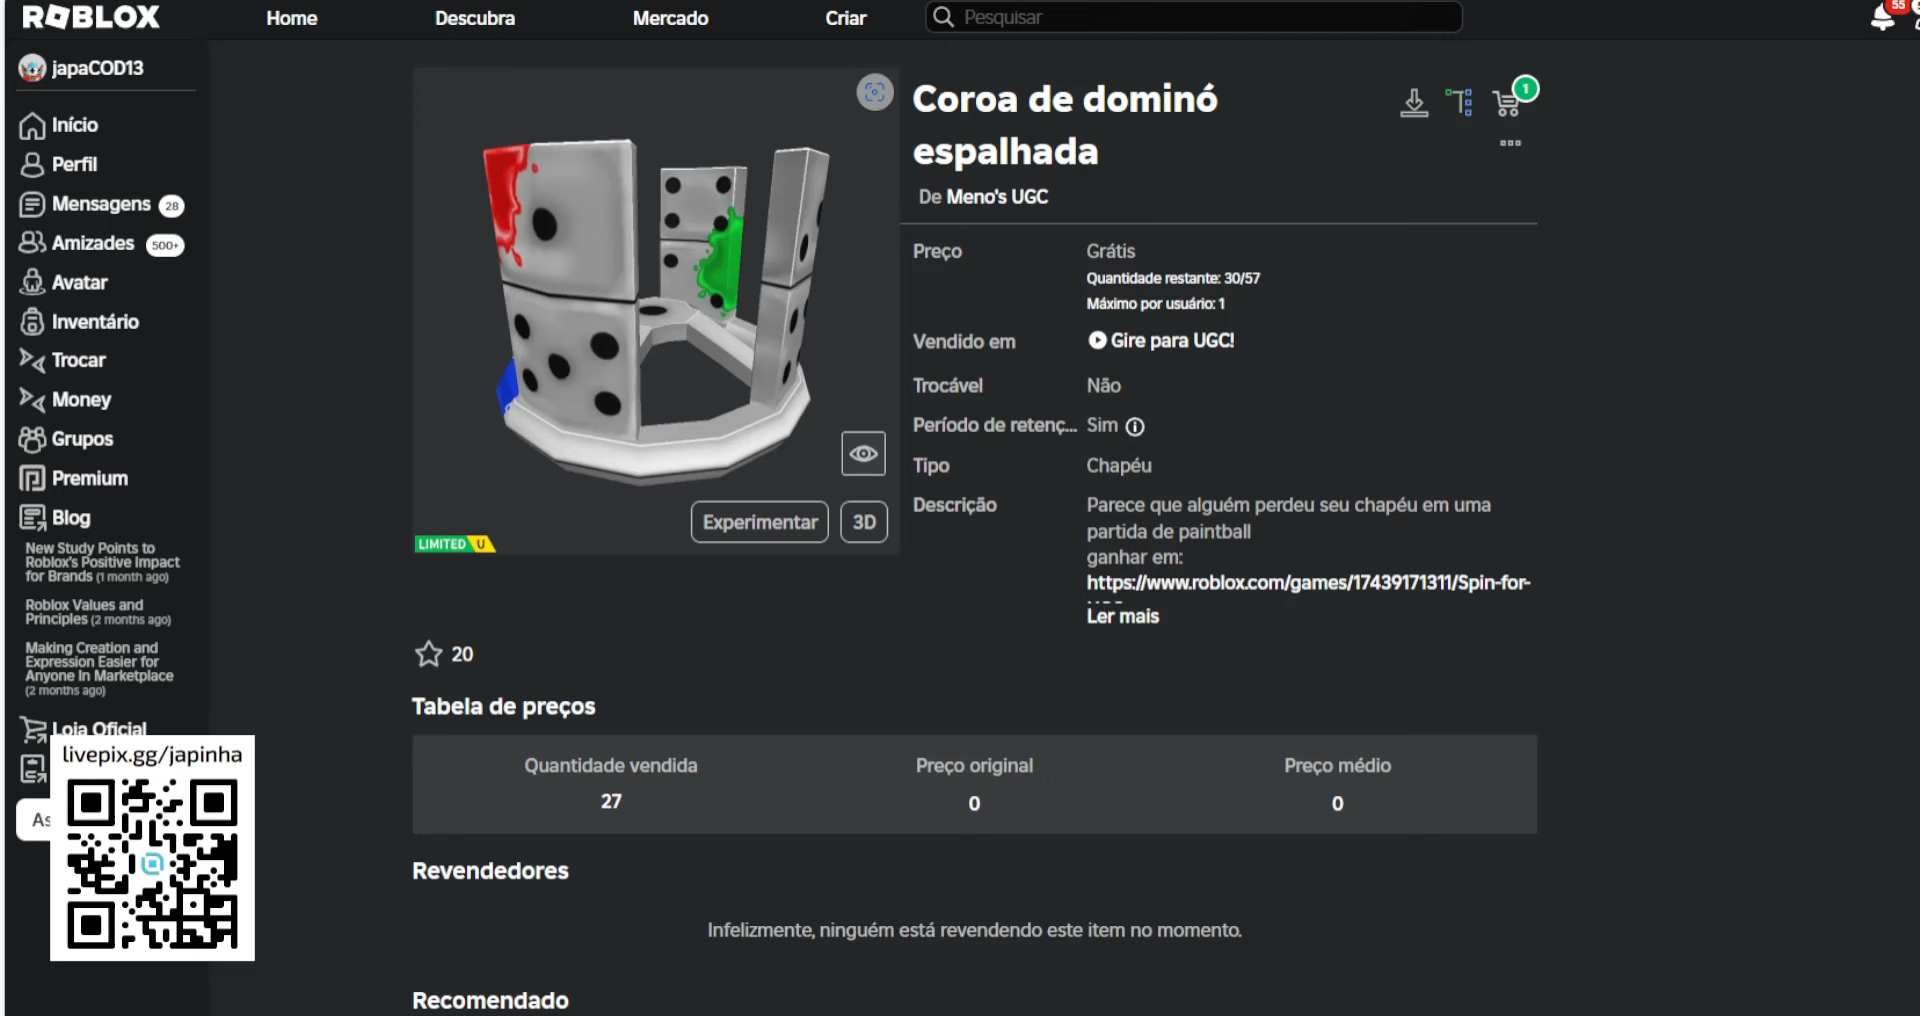 ROBLOX
Home
Descubra
Mercado
Criar
Pesquisar
55
japaCOD13
Início
Perfil
Mensagens 28
Amizades 500+
Avatar
Inventário
Trocar
Money
Grupos
Premium
Blog
New Study Points to
Roblox's Positive Impact
for Brands (1 month ago)
Roblox Values and
Principles (2 months ago)
Making Creation and
Expression Easier for
Anyone In Marketplace
(2 months ago)
Loja Oficial
livepix.gg/japinha
As
Experimentar
3D
LIMITED U
Coroa de dominó
espalhada
1
De Meno's UGC
Preço
Grátis
Quantidade restante: 30/57
Máximo por usuário: 1
Vendido em
Gire para UGC!
Trocável
Não
Período de retenç...
Sim
Tipo
Chapéu
Descrição
Parece que alguém perdeu seu chapéu em uma
partida de paintball
ganhar em:
https://www.roblox.com/games/17439171311/Spin-for-
Ler mais
20
Tabela de preços
Quantidade vendida
27
Preço original
0
Preço médio
0
Revendedores
Infelizmente, ninguém está revendendo este item no momento.
Recomendado